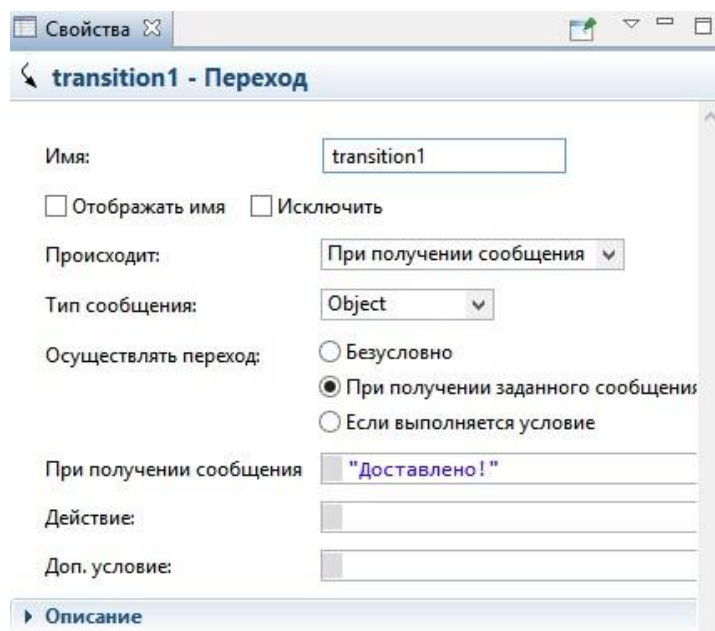 Свойства
transition1 - Переход
Имя: transition1
Отображать имя Исключить
Происходит: При получении сообщения
Тип сообщения: Object
Осуществлять переход: Безусловно
При получении заданного сообщения
Если выполняется условие
При получении сообщения "Доставлено!"
Действие:
Доп. условие:
Описание